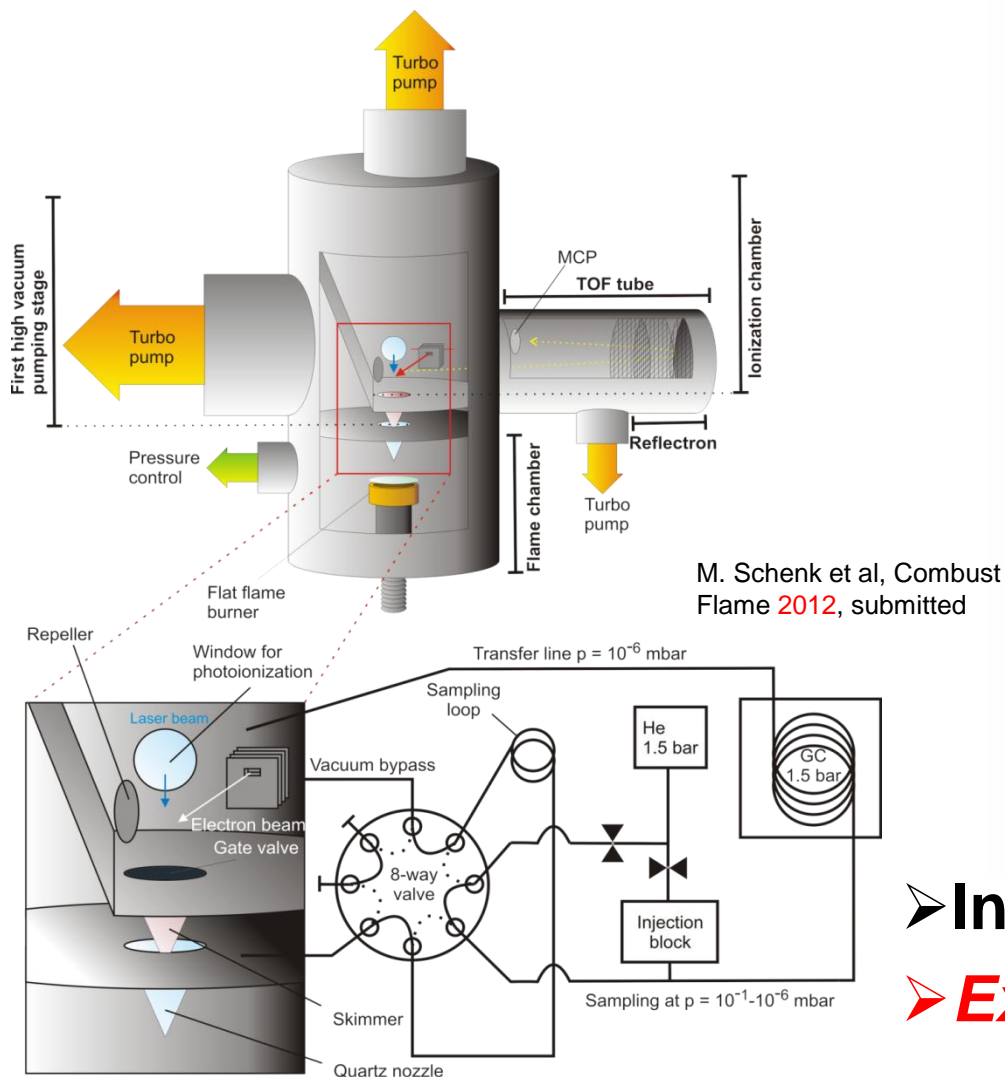 Turbo
pump
First high vacuum
pumping stage
Turbo
pump
MCP
TOF tube
Ionization chamber
Reflectron
Pressure
control
Turbo
pump
Flame chamber
Flat flame
burner
M. Schenk et al, Combust
Flame 2012, submitted
Repeller
Window for
photoionization
Transfer line p = 10⁻⁶ mbar
Sampling
loop
Laser beam
He
1.5 bar
GC
1.5 bar
Vacuum bypass
Electron beam
Gate valve
8-way
valve
Injection
block
➢In
Sampling at p = 10⁻¹-10⁻⁶ mbar
➢Ex
Skimmer
Quartz nozzle